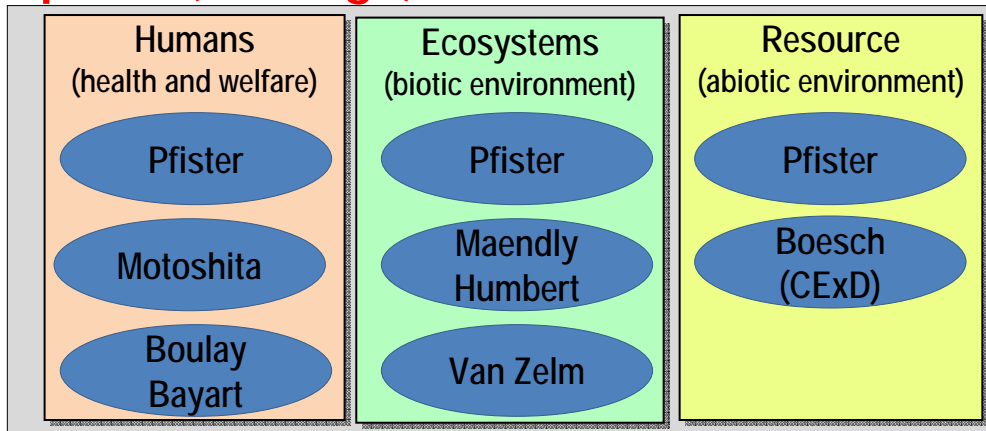 Humans
(health and welfare)
Pfister
Motoshita
Boulay
Bayart
Ecosystems
(biotic environment)
Pfister
Maendly
Humbert
Van Zelm
Resource
(abiotic environment)
Pfister
Boesch
(CExD)